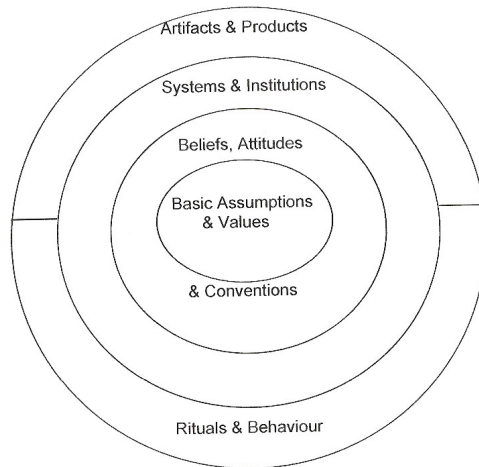 Artifacts & Products
Systems & Institutions
Beliefs, Attitudes
Basic Assumptions
& Values
& Conventions
Rituals & Behaviour